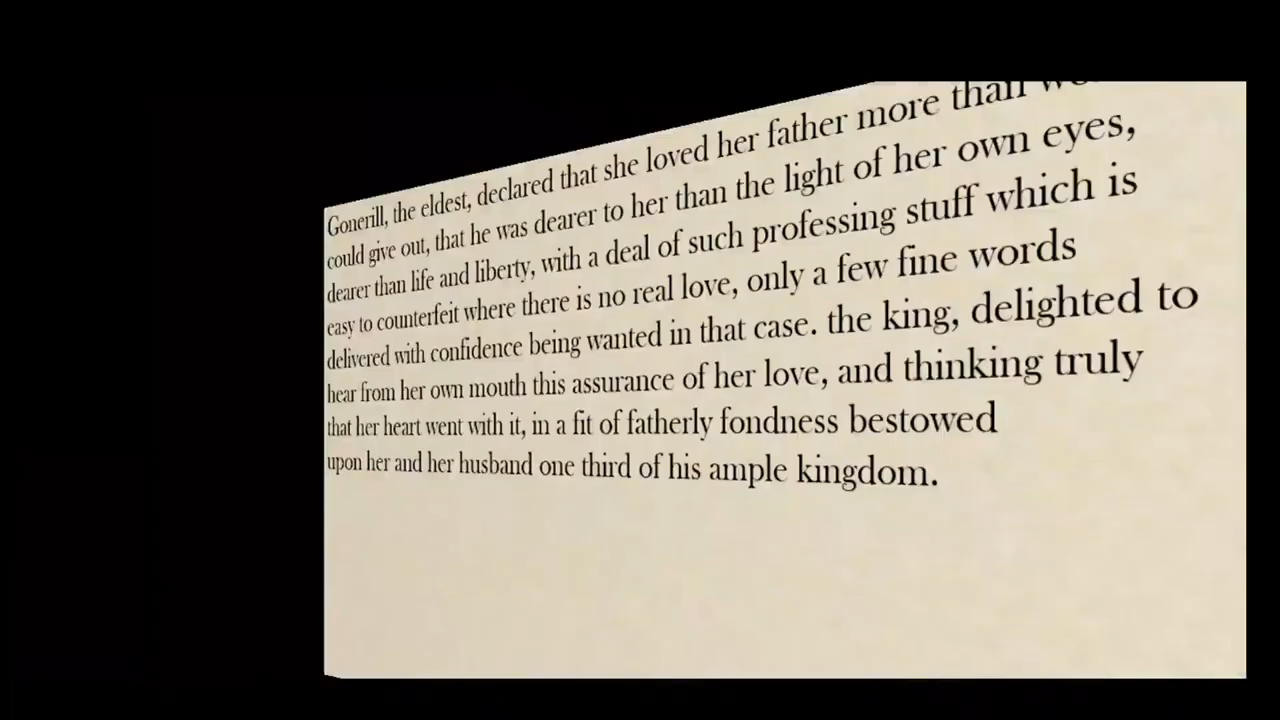 Gonerill, the eldest, declared that she loved her father more than
could give out, that he was dearer to her than the light of her own eyes,
dearer than life and liberty, with a deal of such professing stuff which is
easy to counterfeit where there is no real love, only a few fine words
delivered with confidence being wanted in that case. the king, delighted to
hear from her own mouth this assurance of her love, and thinking truly
that her heart went with it, in a fit of fatherly fondness bestowed
upon her and her husband one third of his ample kingdom.